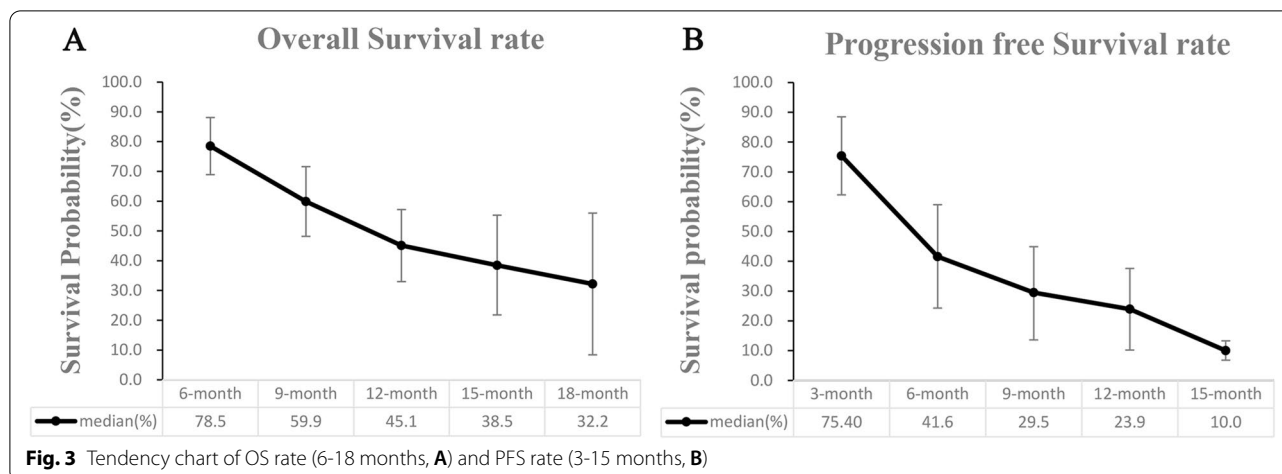 A
Overall Survival rate
Survival Probability(%)
100.0
90.0
80.0
70.0
60.0
50.0
40.0
30.0
20.0
10.0
0.0
6-month 9-month 12-month 15-month 18-month
median(%) 78.5 59.9 45.1 38.5 32.2
B
Progression free Survival rate
Survival probability(%)
100.0
90.0
80.0
70.0
60.0
50.0
40.0
30.0
20.0
10.0
0.0
3-month 6-month 9-month 12-month 15-month
median(%) 75.40 41.6 29.5 23.9 10.0
Fig. 3 Tendency chart of OS rate (6-18 months, A) and PFS rate (3-15 months, B)